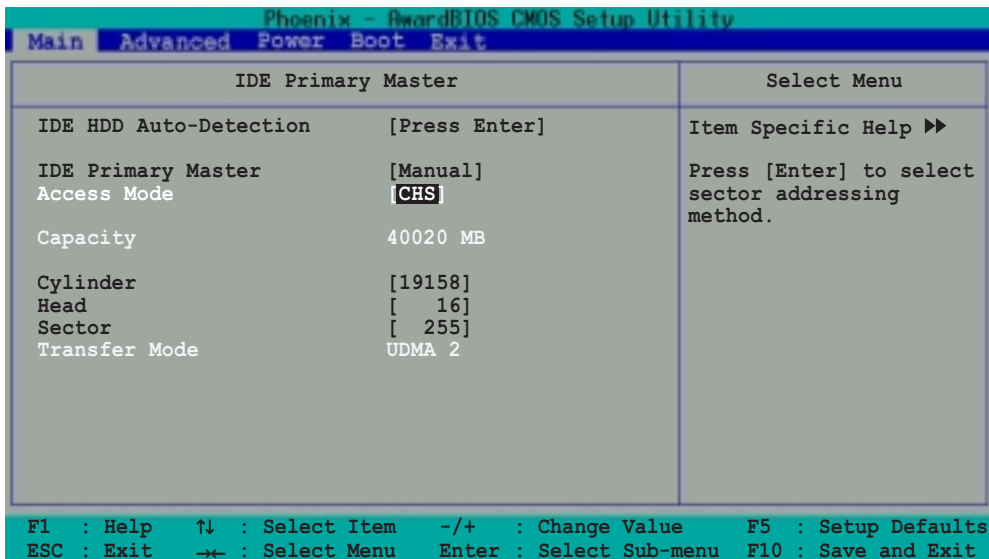 Phoenix - AwardBIOS CMOS Setup Utility
Main Advanced Power Boot Exit
IDE Primary Master
Select Menu
IDE HDD Auto-Detection [Press Enter]
Item Specific Help ▶▶
IDE Primary Master [Manual]
Press [Enter] to select
Access Mode [CHS]
sector addressing
method.
Capacity 40020 MB
Cylinder [19158]
Head [ 16]
Sector [ 255]
Transfer Mode UDMA 2
F1 : Help ↑↓ : Select Item -/+ : Change Value F5 : Setup Defaults
ESC : Exit →← : Select Menu Enter : Select Sub-menu F10 : Save and Exit